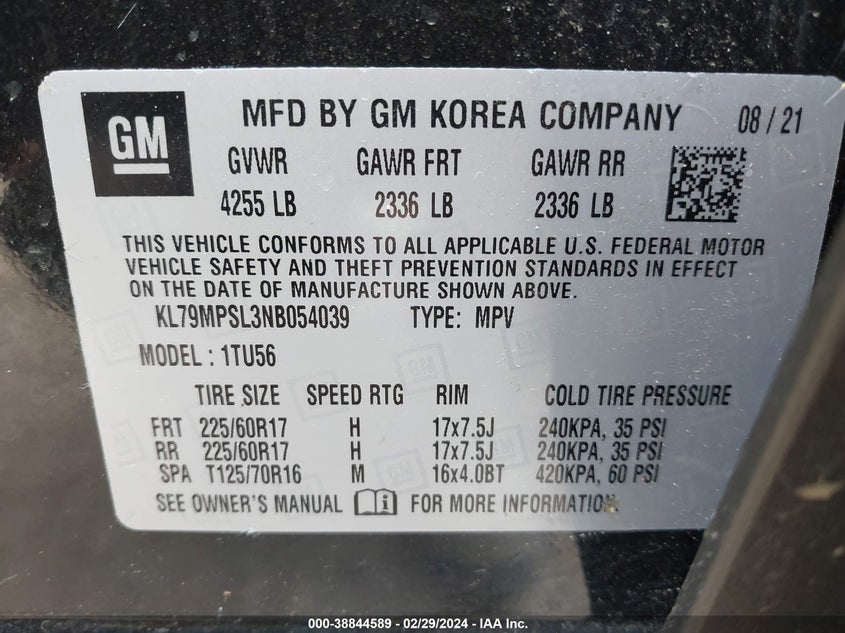 GM
MFD BY GM KOREA COMPANY 08 / 21
GVWR GAWR FRT GAWR RR
4255 LB 2336 LB 2336 LB
THIS VEHICLE CONFORMS TO ALL APPLICABLE U.S. FEDERAL MOTOR
VEHICLE SAFETY AND THEFT PREVENTION STANDARDS IN EFFECT
ON THE DATE OF MANUFACTURE SHOWN ABOVE.
KL79MPSL3NB054039 TYPE: MPV
MODEL : 1TU56
TIRE SIZE SPEED RTG RIM COLD TIRE PRESSURE
FRT 225/60R17 H 17x7.5J 240KPA, 35 PSI
RR 225/60R17 H 17x7.5J 240KPA, 35 PSI
SPA T125/70R16 M 16x4.0BT 420KPA, 60 PSI
SEE OWNER'S MANUAL i FOR MORE INFORMATION.
000-38844589 - 02/29/2024 - IAA Inc.